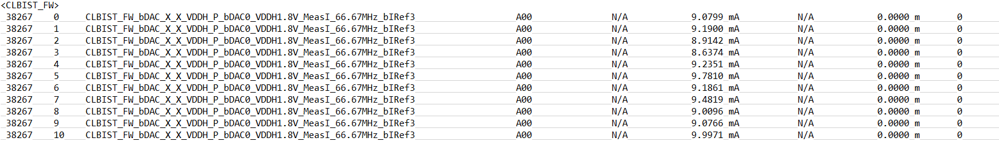 <CLBIST_FW>
38267 0 CLBIST_FW_bDAC_X_X_VDDH_P_bDAC0_VDDH1.8V_MeasI_66.67MHz_bIRef3 A00 N/A 9.0799 mA N/A 0.0000 m 0
38267 1 CLBIST_FW_bDAC_X_X_VDDH_P_bDAC0_VDDH1.8V_MeasI_66.67MHz_bIRef3 A00 N/A 9.1900 mA N/A 0.0000 m 0
38267 2 CLBIST_FW_bDAC_X_X_VDDH_P_bDAC0_VDDH1.8V_MeasI_66.67MHz_bIRef3 A00 N/A 8.9142 mA N/A 0.0000 m 0
38267 3 CLBIST_FW_bDAC_X_X_VDDH_P_bDAC0_VDDH1.8V_MeasI_66.67MHz_bIRef3 A00 N/A 8.6374 mA N/A 0.0000 m 0
38267 4 CLBIST_FW_bDAC_X_X_VDDH_P_bDAC0_VDDH1.8V_MeasI_66.67MHz_bIRef3 A00 N/A 9.2351 mA N/A 0.0000 m 0
38267 5 CLBIST_FW_bDAC_X_X_VDDH_P_bDAC0_VDDH1.8V_MeasI_66.67MHz_bIRef3 A00 N/A 9.7810 mA N/A 0.0000 m 0
38267 6 CLBIST_FW_bDAC_X_X_VDDH_P_bDAC0_VDDH1.8V_MeasI_66.67MHz_bIRef3 A00 N/A 9.1861 mA N/A 0.0000 m 0
38267 7 CLBIST_FW_bDAC_X_X_VDDH_P_bDAC0_VDDH1.8V_MeasI_66.67MHz_bIRef3 A00 N/A 9.4819 mA N/A 0.0000 m 0
38267 8 CLBIST_FW_bDAC_X_X_VDDH_P_bDAC0_VDDH1.8V_MeasI_66.67MHz_bIRef3 A00 N/A 9.0096 mA N/A 0.0000 m 0
38267 9 CLBIST_FW_bDAC_X_X_VDDH_P_bDAC0_VDDH1.8V_MeasI_66.67MHz_bIRef3 A00 N/A 9.0766 mA N/A 0.0000 m 0
38267 10 CLBIST_FW_bDAC_X_X_VDDH_P_bDAC0_VDDH1.8V_MeasI_66.67MHz_bIRef3 A00 N/A 9.9971 mA N/A 0.0000 m 0